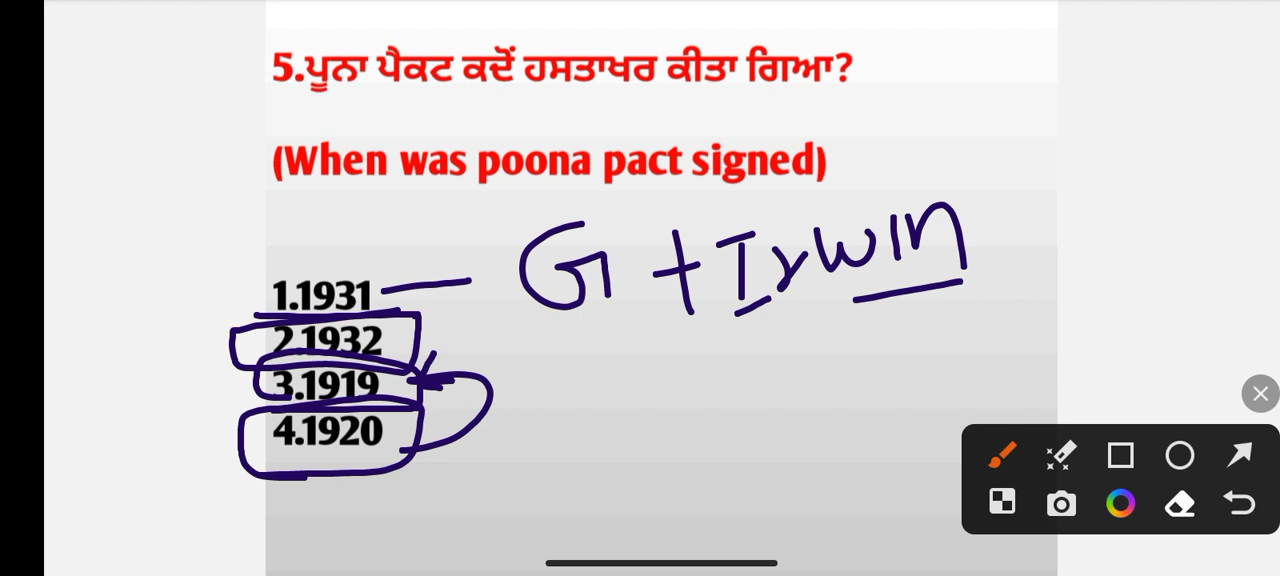 5.ਪੂਨਾ ਪੈਕਟ ਕਦੋਂ ਹਸਤਾਖਰ ਕੀਤਾ ਗਿਆ?
(When was poona pact signed)
G + Irwin
1.1931
2.1932
3.1919
4.1920